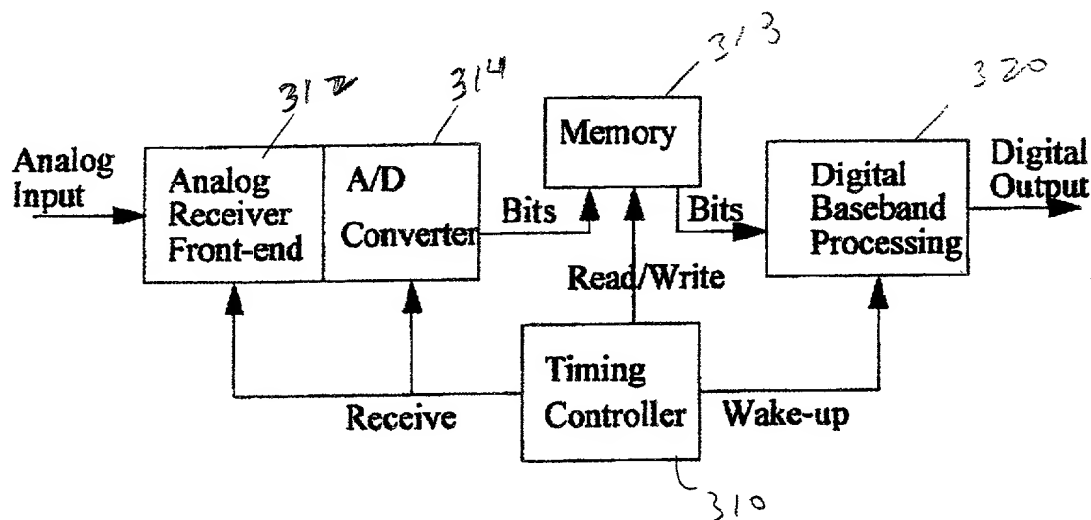 313
314
312
320
Memory
Analog
Input
Analog
Receiver
Front-end
A/D
Converter
Bits
Bits
Digital
Baseband
Processing
Digital
Output
Read/Write
Timing
Controller
Receive
Wake-up
310